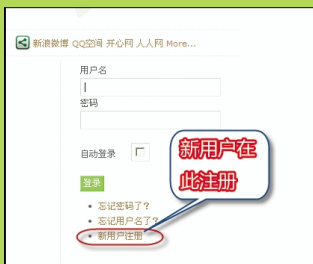 新浪微博 QQ空间 开心网 人人网 More...
用户名
密码
自动登录
新用户在
此注册
登录
忘记密码了?
忘记用户名了?
新用户注册